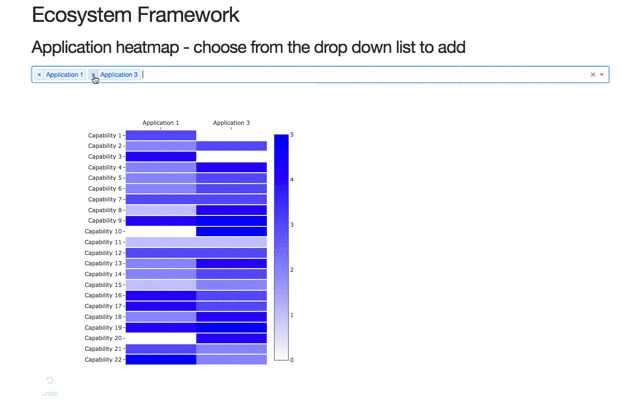 Ecosystem Framework
Application heatmap - choose from the drop down list to add
× Application 1 × Application 3
Application 1 Application 3
Capability 1
Capability 2
Capability 3
Capability 4
Capability 5
Capability 6
Capability 7
Capability 8
Capability 9
Capability 10
Capability 11
Capability 12
Capability 13
Capability 14
Capability 15
Capability 16
Capability 17
Capability 18
Capability 19
Capability 20
Capability 21
Capability 22
5
4
3
2
1
0
undo